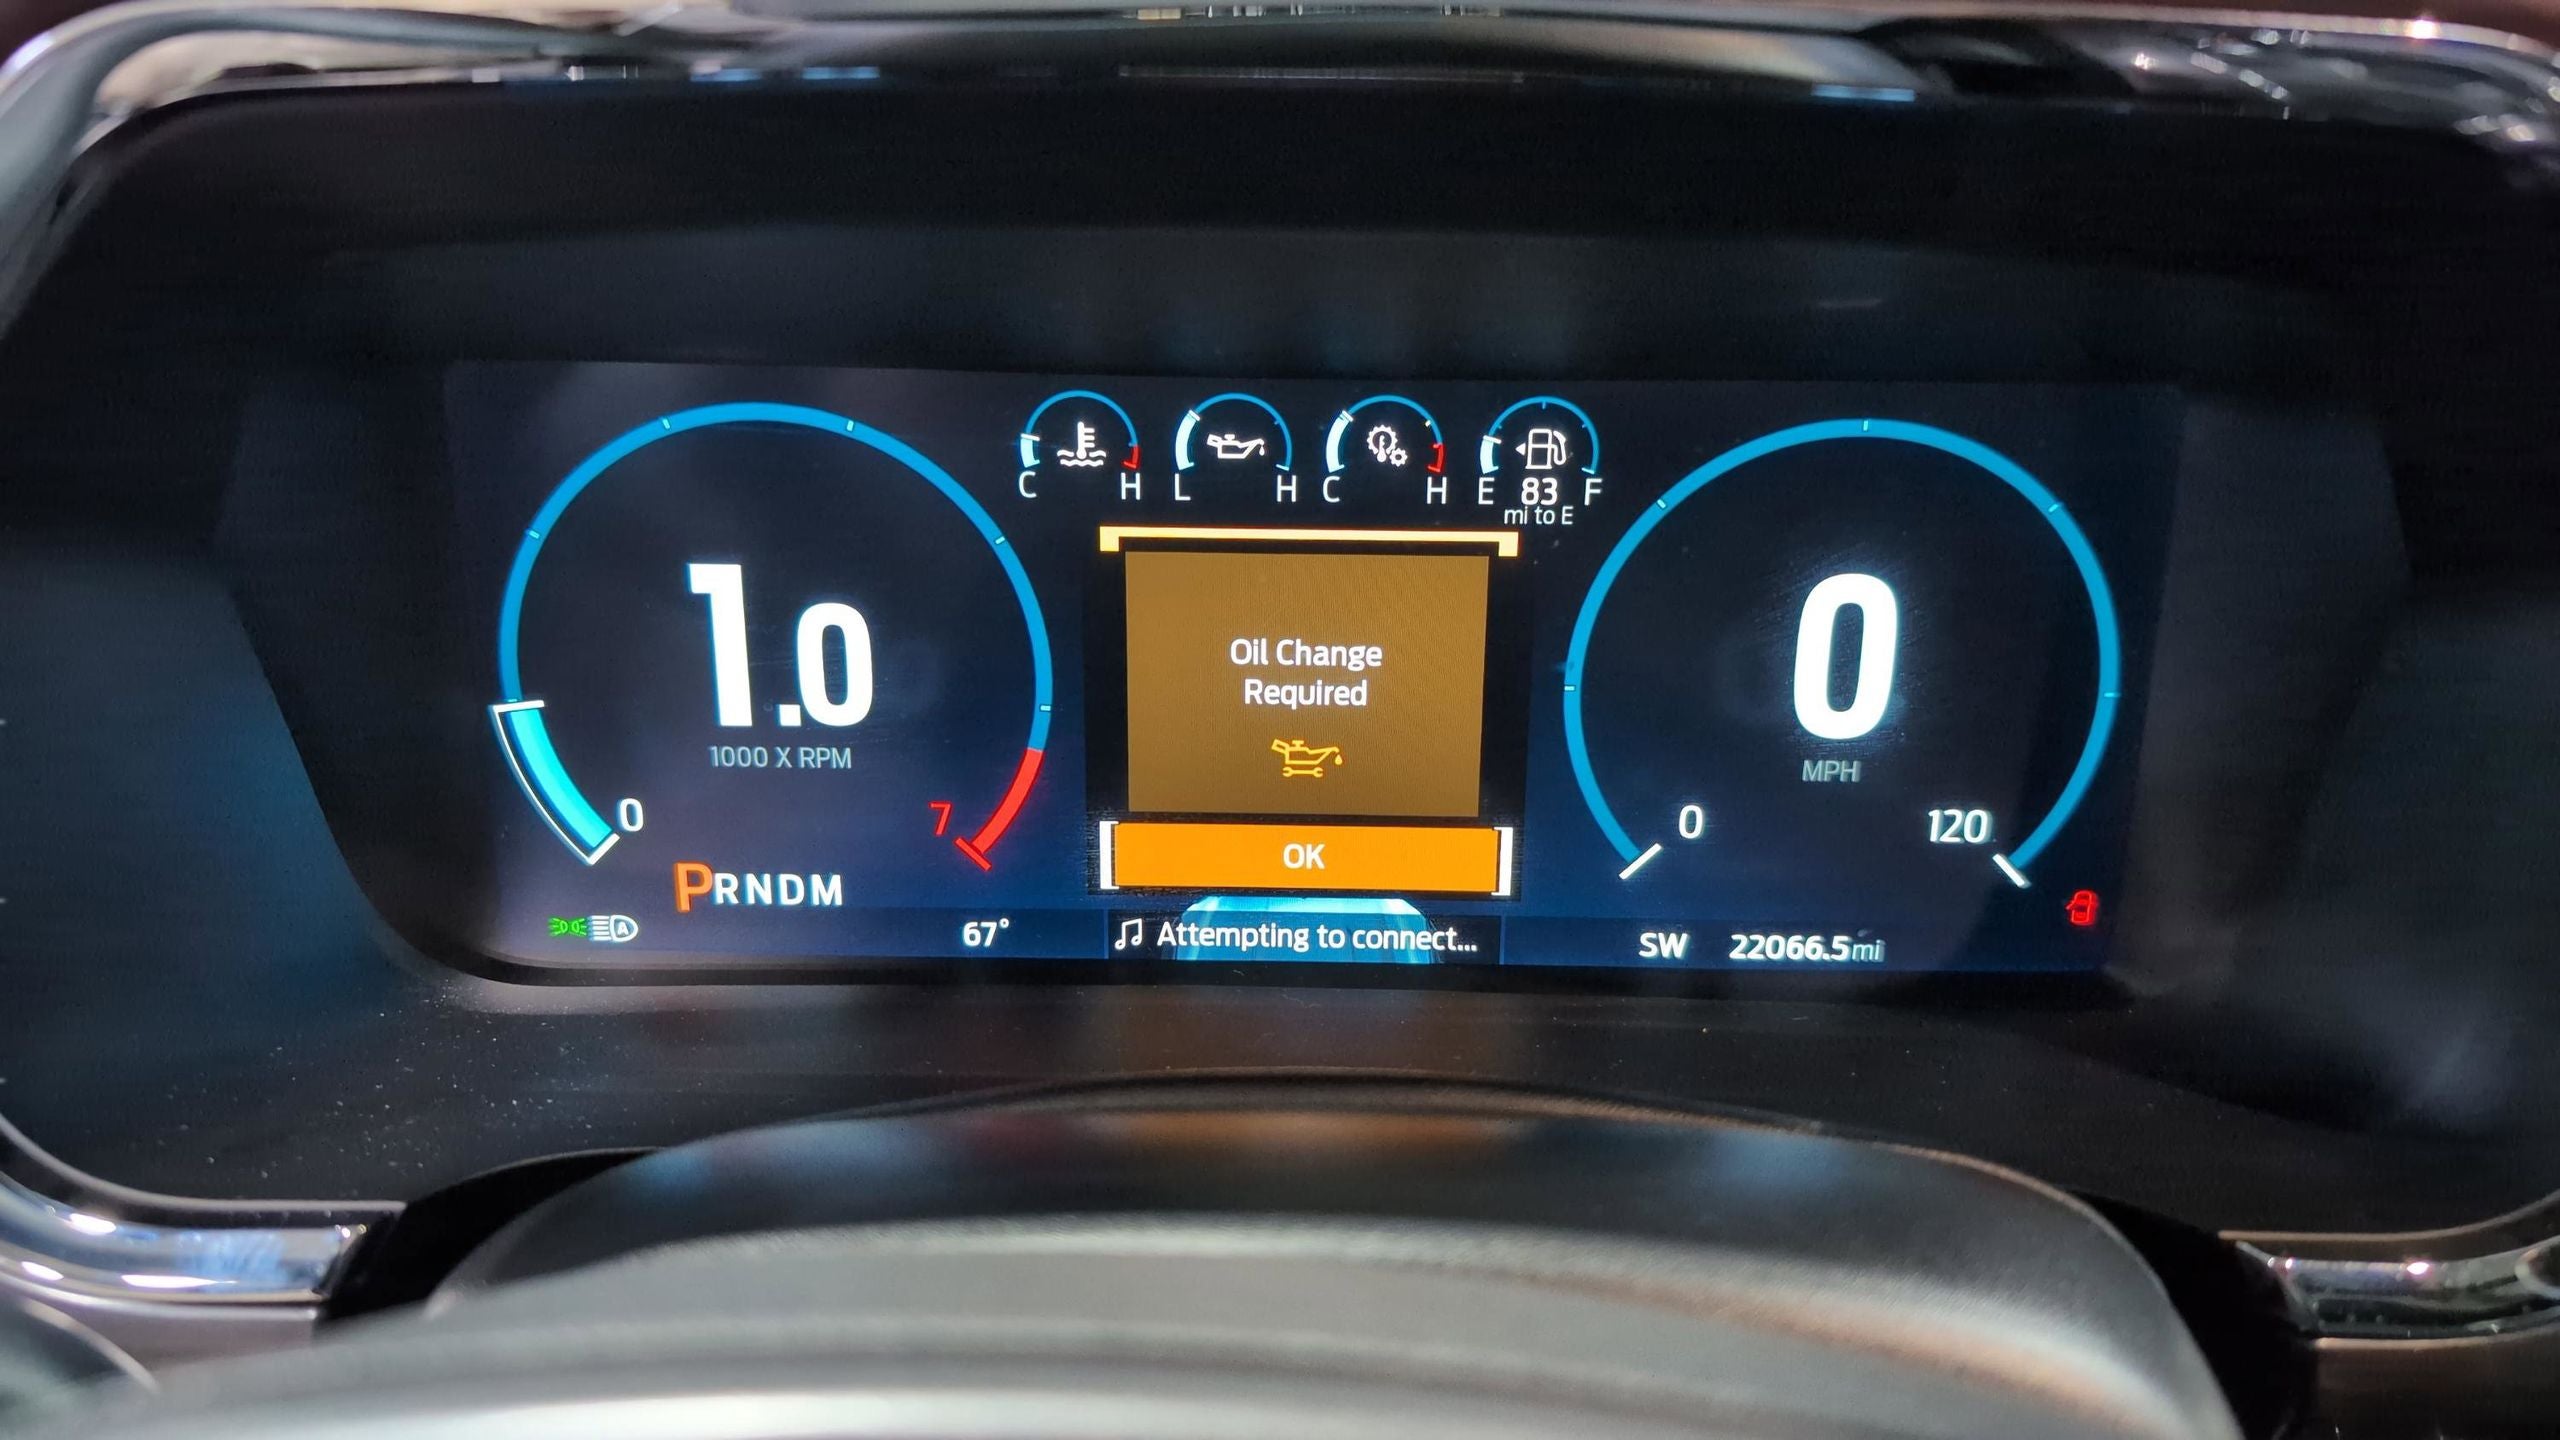 C H L H C H E 83 F
mi to E
1.0
1000 X RPM
0
7
PRNDM
A
67°
Oil Change
Required
OK
♫ Attempting to connect...
0
MPH
0
120
SW 22066.5mi